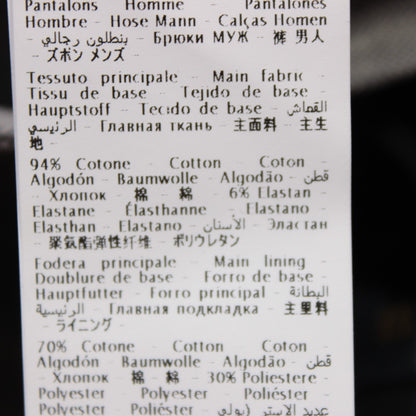 Pantalons Homme - Pantalones
Hombre - Hose Mann - Calças Homen
- بنطلون رجالي - Брюки МУЖ - 裤 男人
- ズボン メンズ -
Tessuto principale - Main fabric -
Tissu de base - Tejido de base -
Hauptstoff - Tecido de base - القماش
الرئيسي - Главная ткань - 主面料 - 主生
地 -
94% Cotone - Cotton - Coton -
Algodón - Baumwolle - Algodão - قطن
- Хлопок - 棉 - 綿 - 6% Elastan -
Elastane - Élasthanne - Elastano -
Elasthan - Elastano - الأستان - Эластан
- 聚氨酯弹性纤维 - ポリウレタン
Fodera principale - Main lining -
Doublure de base - Forro de base -
Hauptfutter - Forro principal - البطانة
الرئيسية - Главная подкладка - 主里料
- ライニング -
70% Cotone - Cotton - Coton -
Algodón - Baumwolle - Algodão - قطن
- Хлопок - 棉 - 綿 - 30% Poliestere -
Polyester - Polyester - Poliéster -
Polyester - Poliéster -